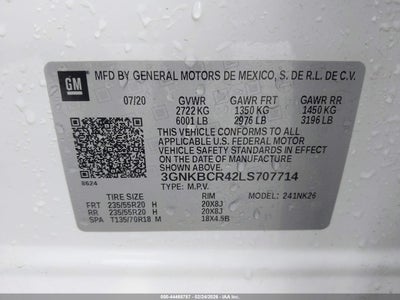 GM
MFD BY GENERAL MOTORS DE MEXICO, S. DE R.L. DE C.V.
07/20 GVWR GAWR FRT GAWR RR
2722 KG 1350 KG 1450 KG
6001 LB 2976 LB 3196 LB
THIS VEHICLE CONFORMS TO ALL
APPLICABLE U.S. FEDERAL MOTOR
VEHICLE SAFETY STANDARDS IN EFFECT
ON THE DATE OF MANUFACTURE
SHOWN ABOVE.
3GNKBCR42LS707714
8624 TYPE: M.P.V. MODEL: 241NK26
TIRE SIZE SPEED RTG RIM
FRT 235/55R20 H 20X8J
RR 235/55R20 H 20X8J
SPA T135/70R18 M 18X4.5B